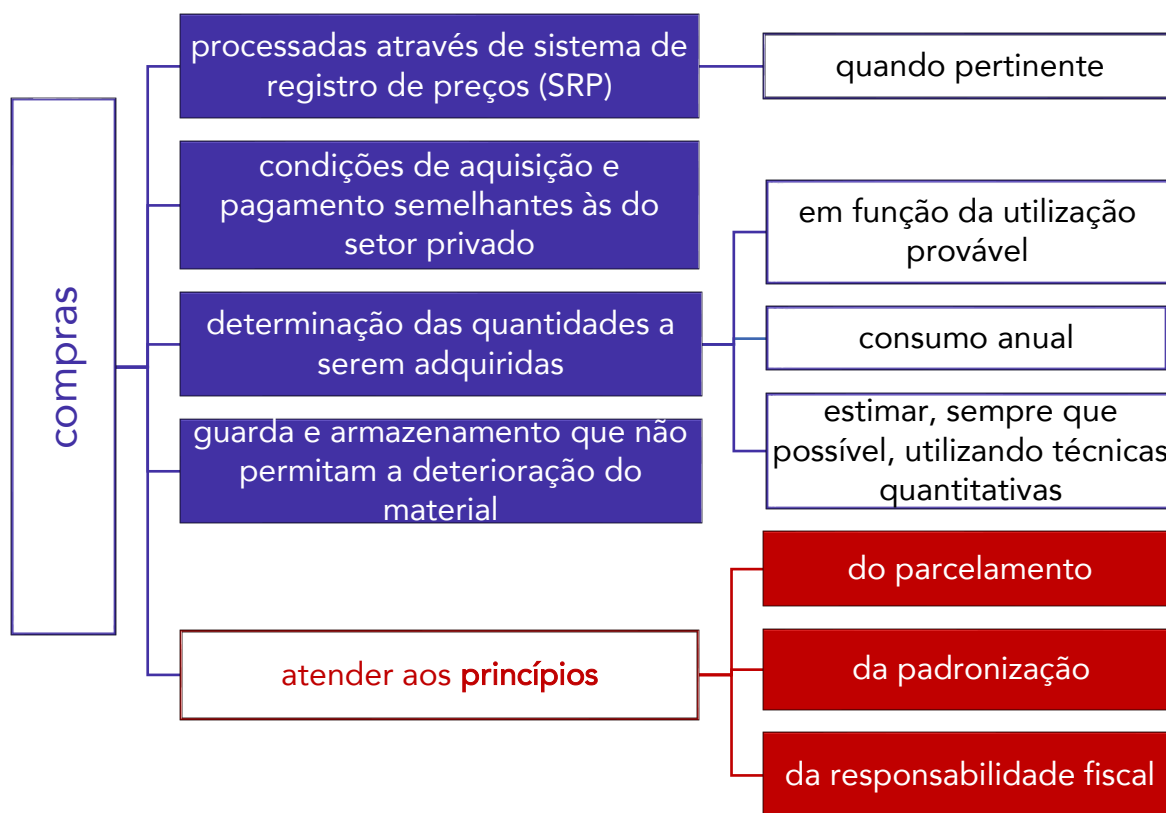 compras
processadas através de sistema de
registro de preços (SRP)
quando pertinente
condições de aquisição e
pagamento semelhantes às do
setor privado
determinação das quantidades a
serem adquiridas
em função da utilização
provável
consumo anual
estimar, sempre que
possível, utilizando técnicas
quantitativas
guarda e armazenamento que não
permitam a deterioração do
material
atender aos princípios
do parcelamento
da padronização
da responsabilidade fiscal